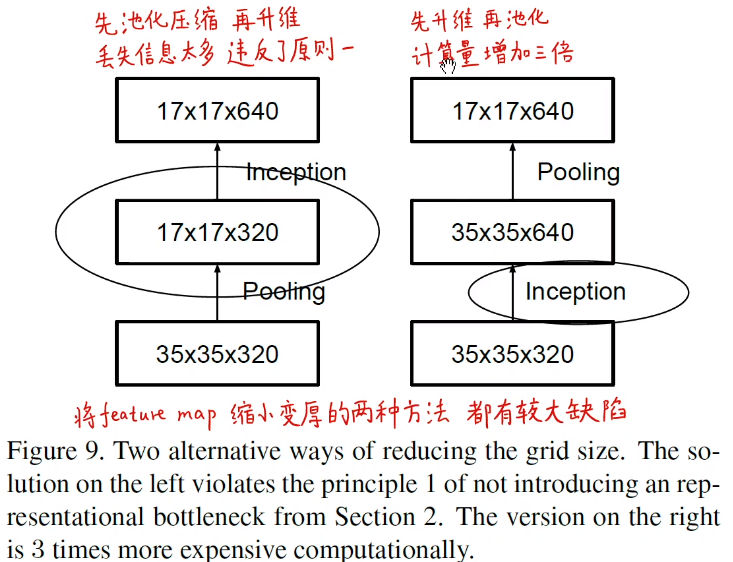 先池化压缩 再升维
丢失信息太多 违反了原则一
先升维 再池化
计算量增加三倍
17x17x640
Inception
17x17x320
Pooling
35x35x320
17x17x640
Pooling
35x35x640
Inception
35x35x320
将feature map 缩小变厚的两种方法 都有较大缺陷
Figure 9. Two alternative ways of reducing the grid size. The so-
lution on the left violates the principle 1 of not introducing an rep-
resentational bottleneck from Section 2. The version on the right
is 3 times more expensive computationally.